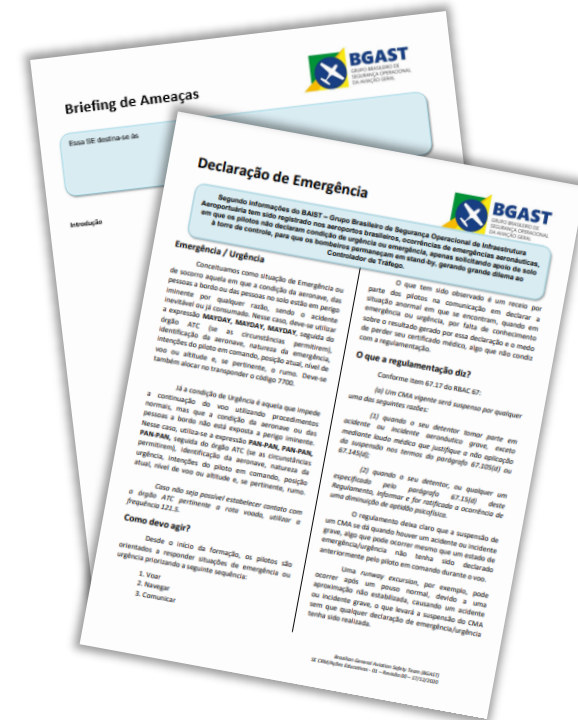 BGAST
GRUPO BRASILEIRO DE
SEGURANÇA OPERACIONAL
DA AVIAÇÃO GERAL
Briefing de Ameaças
Essa SE destina-se às
Introdução
BGAST
GRUPO BRASILEIRO DE
SEGURANÇA OPERACIONAL
DA AVIAÇÃO GERAL
Declaração de Emergência
Segundo informações do BAIST – Grupo Brasileiro de Segurança Operacional de Infraestrutura
Aeroportuária tem sido registrado nos aeroportos brasileiros, ocorrências de emergências aeronáuticas,
em que os pilotos não declaram condição de urgência ou emergência, apenas solicitando apoio de solo
à torre de controle, para que os bombeiros permaneçam em stand-by, gerando grande dilema ao
Controlador de Tráfego.
Emergência / Urgência
Conceituamos como situação de Emergência ou
de socorro aquela em que a condição da aeronave, das
pessoas a bordo ou das pessoas no solo estão em perigo
iminente por qualquer razão, sendo o acidente
inevitável ou já consumado. Nesse caso, deve-se utilizar
a expressão MAYDAY, MAYDAY, MAYDAY, seguida do
órgão ATC (se as circunstâncias permitirem),
identificação da aeronave, natureza da emergência,
intenções do piloto em comando, posição atual, nível de
voo ou altitude e, se pertinente, o rumo. Deve-se
também alocar no transponder o código 7700.
Já a condição de Urgência é aquela que impede
a continuação do voo utilizando procedimentos
normais, mas que a condição da aeronave ou das
pessoas a bordo não está exposta a perigo iminente.
Nesse caso, utiliza-se a expressão PAN-PAN, PAN-PAN,
PAN-PAN, seguida do órgão ATC (se as circunstâncias
permitirem), identificação da aeronave, natureza da
urgência, intenções do piloto em comando, posição
atual, nível de voo ou altitude e, se pertinente, rumo.
Caso não seja possível estabelecer contato com
o órgão ATC pertinente a rota voada, utilizar a
frequência 121.5.
Como devo agir?
Desde o início da formação, os pilotos são
orientados a responder situações de emergência ou
urgência priorizando a seguinte sequência:
1. Voar
2. Navegar
3. Comunicar
O que tem sido observado é um receio por
parte dos pilotos na comunicação em declarar a
situação anormal em que se encontram, quando em
emergência ou urgência, por falta de conhecimento
sobre o resultado gerado por essa declaração e o medo
de perder seu certificado médico, algo que não condiz
com a regulamentação.
O que a regulamentação diz?
Conforme item 67.17 do RBAC 67:
(a) Um CMA vigente será suspenso por qualquer
uma das seguintes razões:
(1) quando o seu detentor tomar parte em
acidente ou incidente aeronáutico grave, exceto
mediante laudo médico que justifique a não aplicação
da suspensão nos termos do parágrafo 67.105(d) ou
67.145(d);
(2) quando o seu detentor, ou qualquer um
especificado pelo parágrafo 67.15(d) deste
Regulamento, informar e for ratificada a ocorrência de
uma diminuição de aptidão psicofísica.
O regulamento deixa claro que a suspensão de
um CMA se dá quando houver um acidente ou incidente
grave, algo que pode ocorrer mesmo que um estado de
emergência/urgência não tenha sido declarado
anteriormente pelo piloto em comando durante o voo.
Uma runway excursion, por exemplo, pode
ocorrer após um pouso normal, devido a uma
aproximação não estabilizada, causando um acidente
ou incidente grave, o que levará a suspensão do CMA
sem que qualquer declaração de emergência/urgência
tenha sido realizada.
Brazilian General Aviation Safety Team (BGAST)
SE CRM/Ações Educativas - 01 – Revisão 00 – 17/12/2020